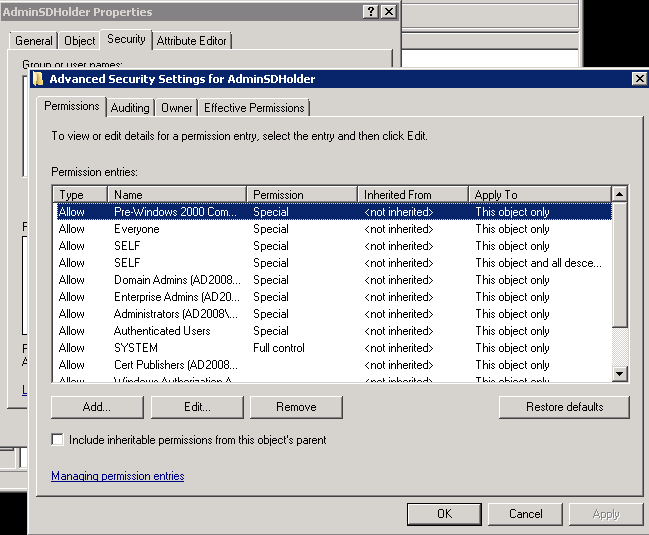 AdminSDHolder Properties
General Object Security Attribute Editor
Group or user names:
Advanced Security Settings for AdminSDHolder
Permissions Auditing Owner Effective Permissions
To view or edit details for a permission entry, select the entry and then click Edit.
Permission entries:
Type Name Permission Inherited From Apply To
Allow Pre-Windows 2000 Com... Special <not inherited> This object only
Allow Everyone Special <not inherited> This object only
Allow SELF Special <not inherited> This object only
Allow SELF Special <not inherited> This object and all desce...
Allow Domain Admins (AD2008... Special <not inherited> This object only
Allow Enterprise Admins (AD20... Special <not inherited> This object only
Allow Administrators (AD2008\... Special <not inherited> This object only
Allow Authenticated Users Special <not inherited> This object only
Allow SYSTEM Full control <not inherited> This object only
Allow Cert Publishers (AD2008... Special <not inherited> This object only
Allow Windows Authorization A... Special <not inherited> This object only
Add... Edit... Remove Restore defaults
Include inheritable permissions from this object's parent
Managing permission entries
OK Cancel Apply